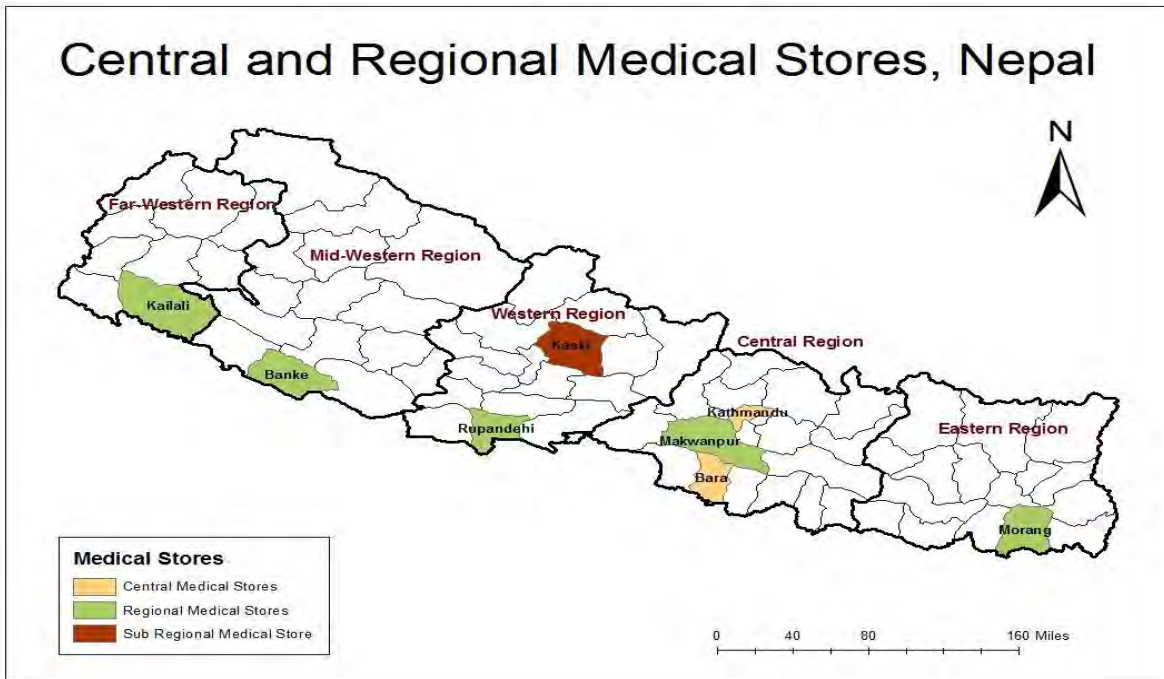 Central and Regional Medical Stores, Nepal
N
Far-Western Region
Mid-Western Region
Kailali
Western Region
Kaski
Central Region
Banke
Kathmandu
Rupandehi
Makwanpur
Eastern Region
Bara
Morang
Medical Stores
Central Medical Stores
Regional Medical Stores
Sub Regional Medical Store
0 40 80 160 Miles